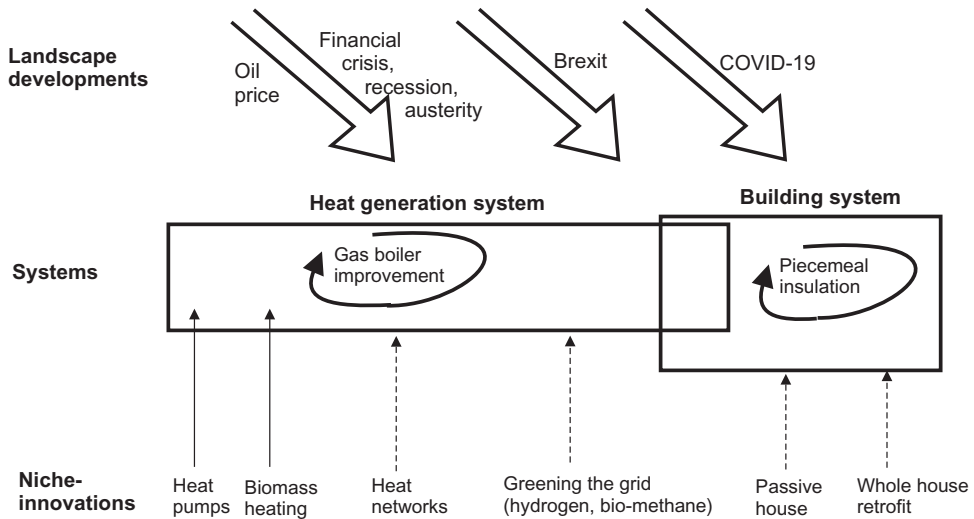 Landscape
developments
Oil
price
Financial
crisis,
recession,
austerity
Brexit
COVID-19
Heat generation system
Building system
Systems
Gas boiler
improvement
Piecemeal
insulation
Niche-
innovations
Heat
pumps
Biomass
heating
Heat
networks
Greening the grid
(hydrogen, bio-methane)
Passive
house
Whole house
retrofit